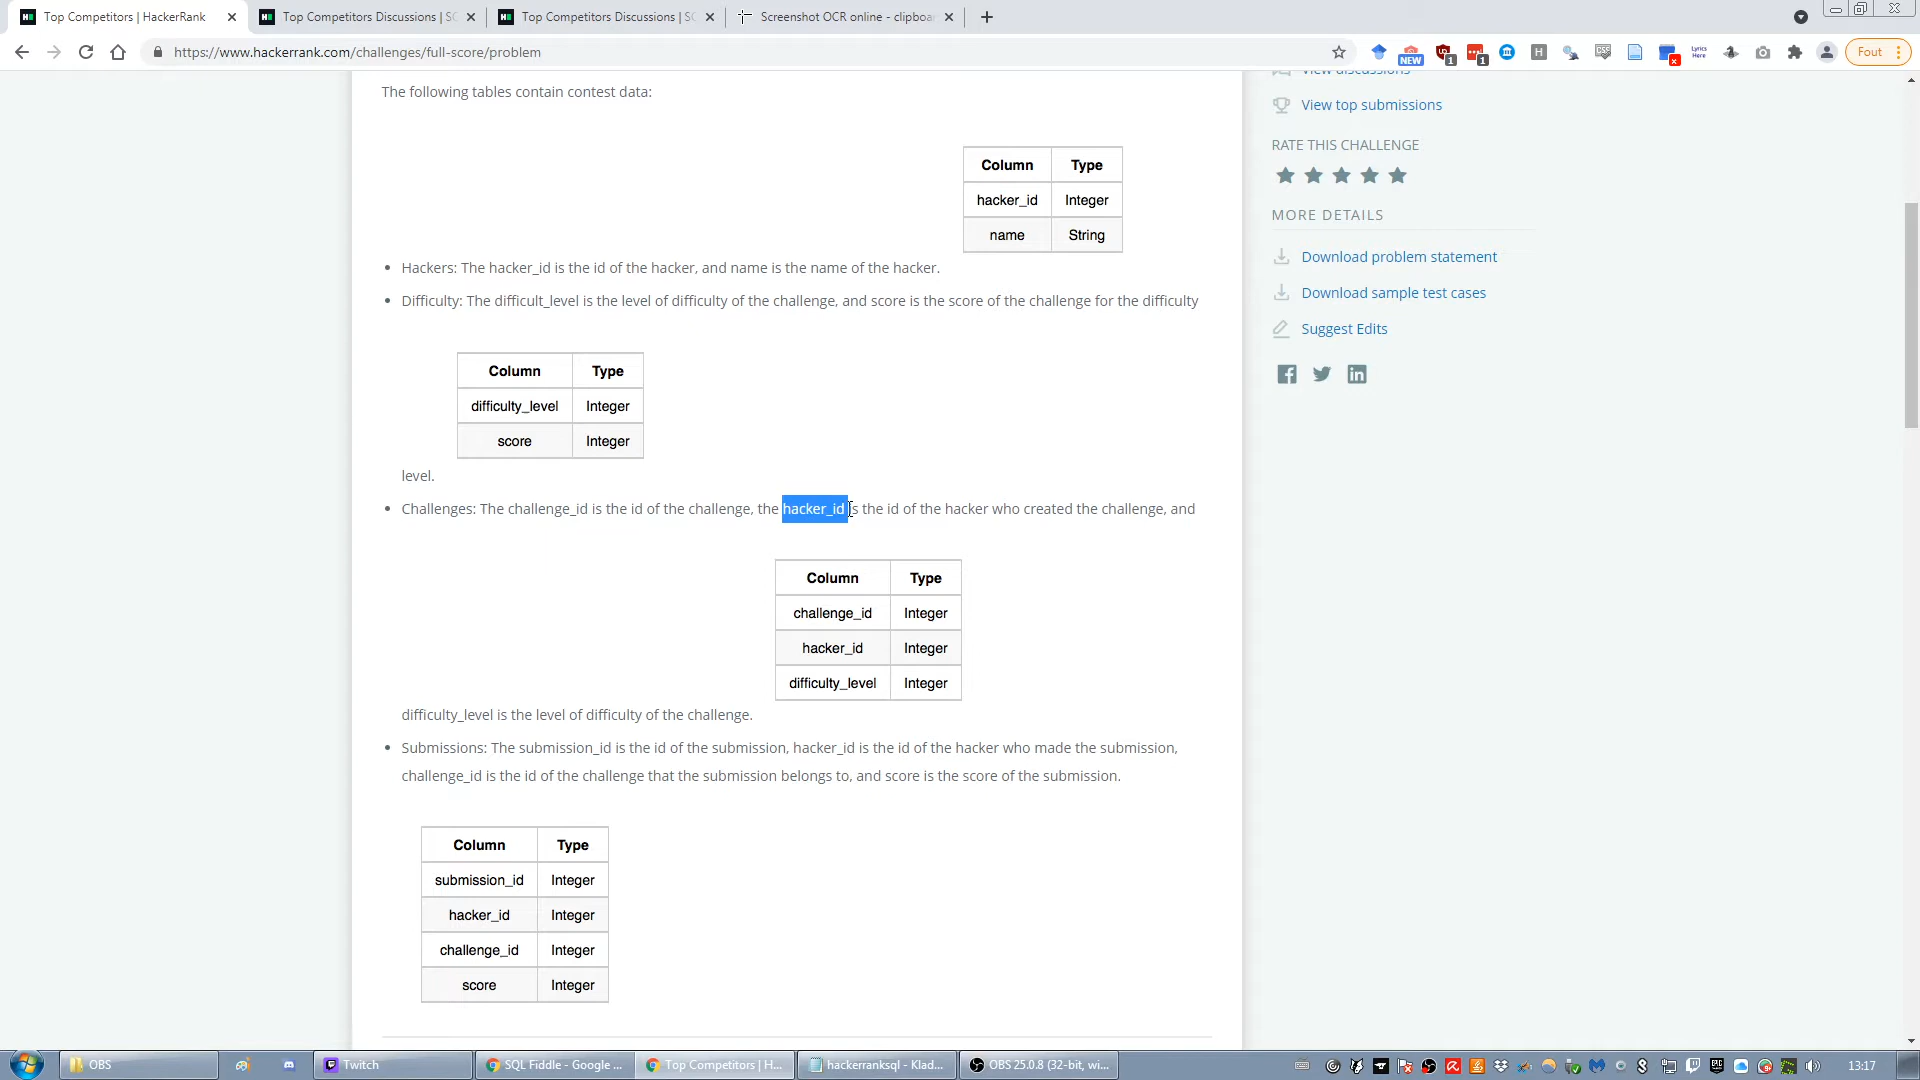 Top Competitors | HackerRank
Top Competitors Discussions | SC
Top Competitors Discussions | SC
Screenshot OCR online - clipboa
https://www.hackerrank.com/challenges/full-score/problem
NEW
1
1
H
CSS
Lyrics Here
Fout
The following tables contain contest data:
Column Type
hacker_id Integer
name String
Hackers: The hacker_id is the id of the hacker, and name is the name of the hacker.
Difficulty: The difficult_level is the level of difficulty of the challenge, and score is the score of the challenge for the difficulty
Column Type
difficulty_level Integer
score Integer
level.
Challenges: The challenge_id is the id of the challenge, the hacker_id is the id of the hacker who created the challenge, and
Column Type
challenge_id Integer
hacker_id Integer
difficulty_level Integer
difficulty_level is the level of difficulty of the challenge.
Submissions: The submission_id is the id of the submission, hacker_id is the id of the hacker who made the submission,
challenge_id is the id of the challenge that the submission belongs to, and score is the score of the submission.
Column Type
submission_id Integer
hacker_id Integer
challenge_id Integer
score Integer
View discussions
View top submissions
RATE THIS CHALLENGE
MORE DETAILS
Download problem statement
Download sample test cases
Suggest Edits
OBS
Twitch
SQL Fiddle - Google ...
Top Competitors | H...
hackerranksql - Klad...
OBS 25.0.8 (32-bit, wi...
13:17